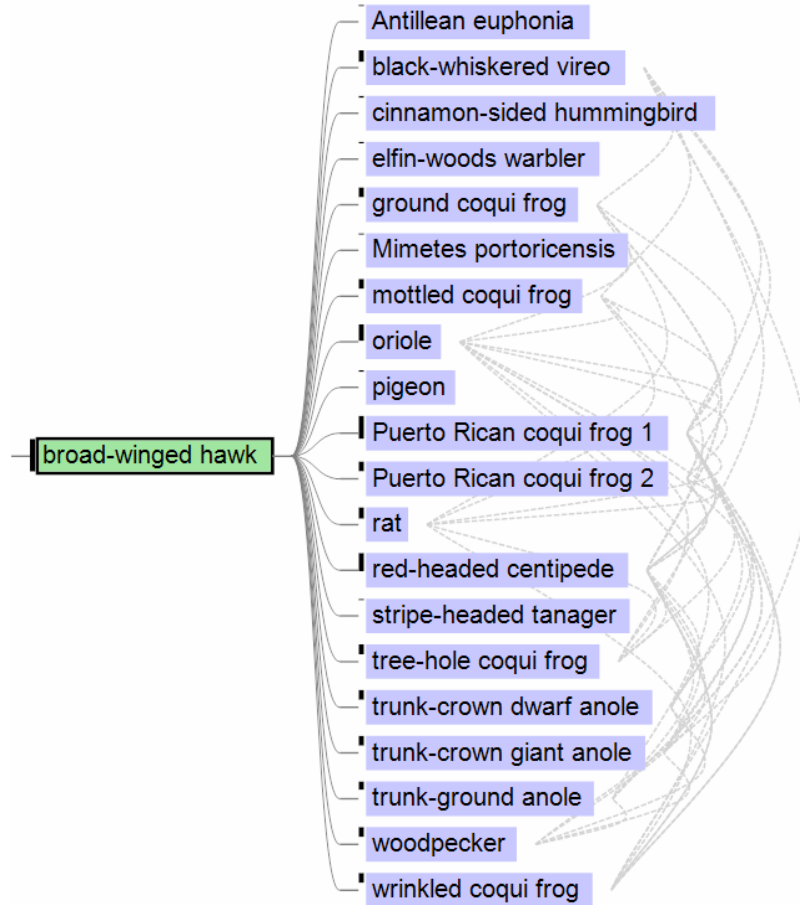 Antillean euphonia
black-whiskered vireo
cinnamon-sided hummingbird
elfin-woods warbler
ground coqui frog
Mimetes portoricensis
mottled coqui frog
oriole
pigeon
broad-winged hawk
Puerto Rican coqui frog 1
Puerto Rican coqui frog 2
rat
red-headed centipede
stripe-headed tanager
tree-hole coqui frog
trunk-crown dwarf anole
trunk-crown giant anole
trunk-ground anole
woodpecker
wrinkled coqui frog